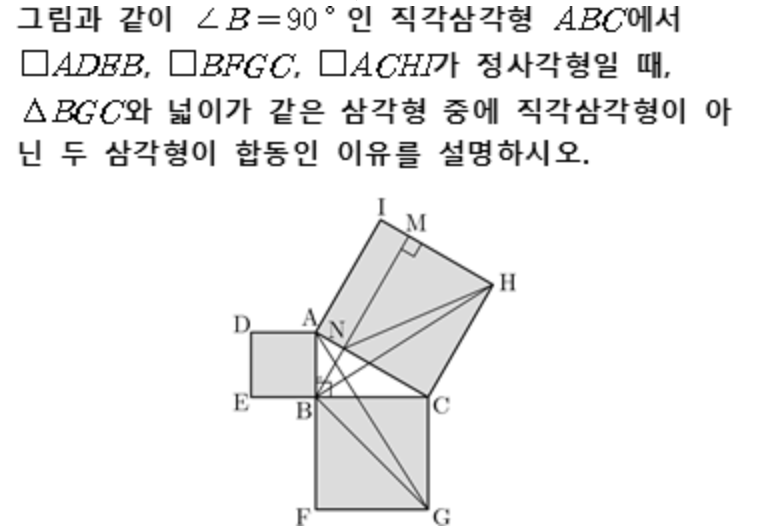 그림과 같이 ∠B=90°인 직각삼각형 ABC에서
□ADEB, □BFGC, □ACHI가 정사각형일 때,
△BGC와 넓이가 같은 삼각형 중에 직각삼각형이 아
닌 두 삼각형이 합동인 이유를 설명하시오.
I
M
H
D
A
N
E
B
C
F
G